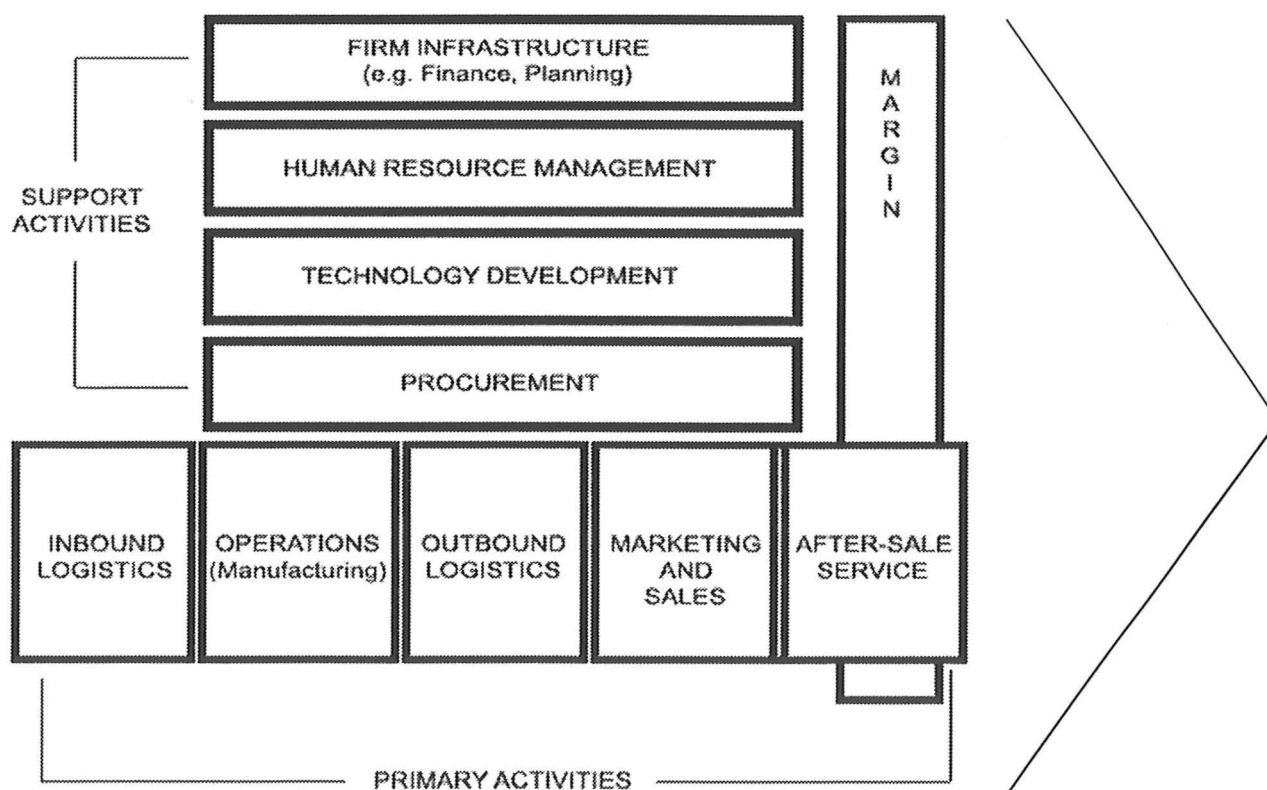 FIRM INFRASTRUCTURE
(e.g. Finance, Planning)
MARGIN
HUMAN RESOURCE MANAGEMENT
SUPPORT
ACTIVITIES
TECHNOLOGY DEVELOPMENT
PROCUREMENT
INBOUND
LOGISTICS
OPERATIONS
(Manufacturing)
OUTBOUND
LOGISTICS
MARKETING
AND
SALES
AFTER-SALE
SERVICE
PRIMARY ACTIVITIES